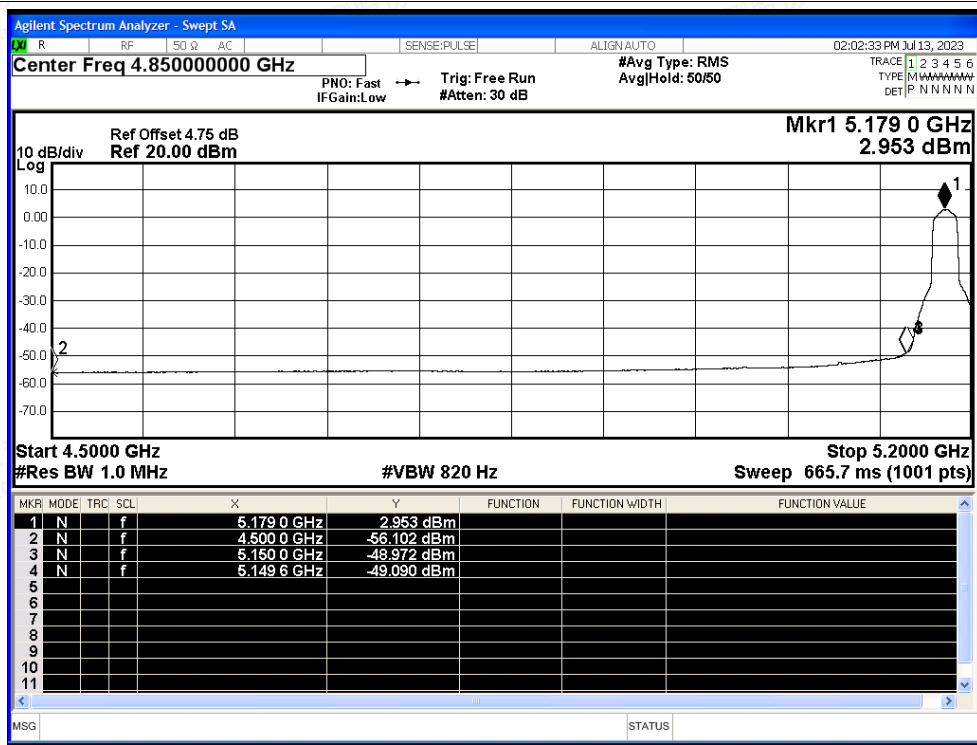 Agilent Spectrum Analyzer - Swept SA
LXI R RF 50 Ω AC SENSE:PULSE ALIGN AUTO 02:02:33 PM Jul 13, 2023
Center Freq 4.850000000 GHz #Avg Type: RMS TRACE 1 2 3 4 5 6
PNO: Fast Trig: Free Run Avg|Hold: 50/50 TYPE M
IFGain:Low #Atten: 30 dB DET P N N N N N
Mkr1 5.179 0 GHz
Ref Offset 4.75 dB
10 dB/div Ref 20.00 dBm 2.953 dBm
Log
1
10.0
0.00
-10.0
-20.0
-30.0
-40.0
2
-50.0
-60.0
-70.0
Start 4.5000 GHz Stop 5.2000 GHz
#Res BW 1.0 MHz #VBW 820 Hz Sweep 665.7 ms (1001 pts)
MKR MODE TRC SCL X Y FUNCTION FUNCTION WIDTH FUNCTION VALUE
1 N f 5.179 0 GHz 2.953 dBm
2 N f 4.500 0 GHz -56.102 dBm
3 N f 5.150 0 GHz -48.972 dBm
4 N f 5.149 6 GHz -49.090 dBm
5
6
7
8
9
10
11
MSG STATUS